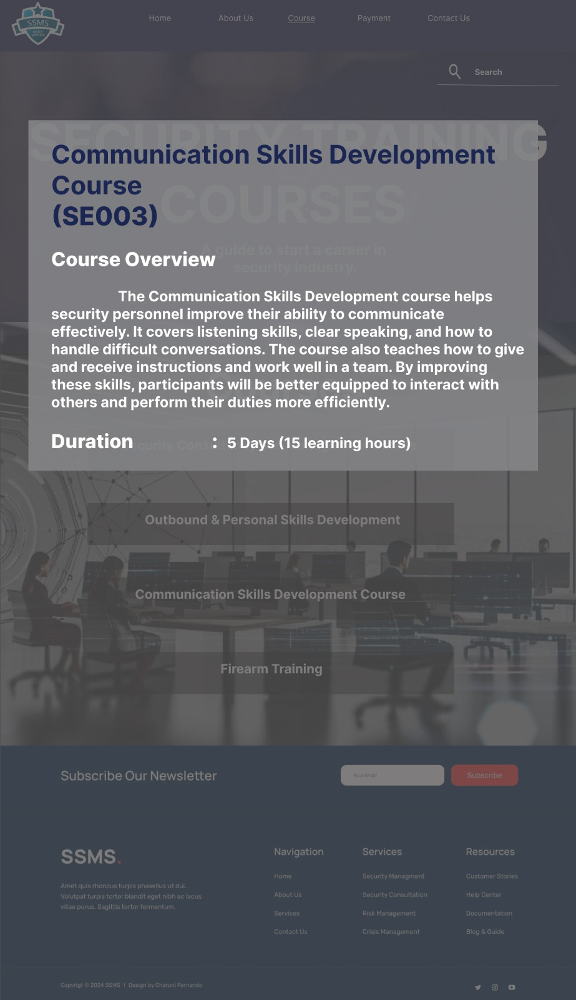 SSMS
Home
About Us
Course
Payment
Contact Us
Search
SECURITY TRAINING
COURSES
A guide to start a career in
security industry.
Communication Skills Development
Course
(SE003)
Course Overview
The Communication Skills Development course helps
security personnel improve their ability to communicate
effectively. It covers listening skills, clear speaking, and how to
handle difficult conversations. The course also teaches how to give
and receive instructions and work well in a team. By improving
these skills, participants will be better equipped to interact with
others and perform their duties more efficiently.
Duration : 5 Days (15 learning hours)
Outbound & Personal Skills Development
Communication Skills Development Course
Firearm Training
Subscribe Our Newsletter
Your Email
Subscribe
SSMS.
Amet quis rhoncus turpis phasellus ut dui.
Volutpat turpis tortor blandit eget nibh ac lacus
vitae purus. Sagittis tortor fermentum.
Navigation
Home
About Us
Services
Contact Us
Services
Security Managment
Security Consultation
Risk Management
Crisis Management
Resources
Customer Stories
Help Center
Documentation
Blog & Guide
Copyrigt © 2024 SSMS | Design by Charuni Fernando